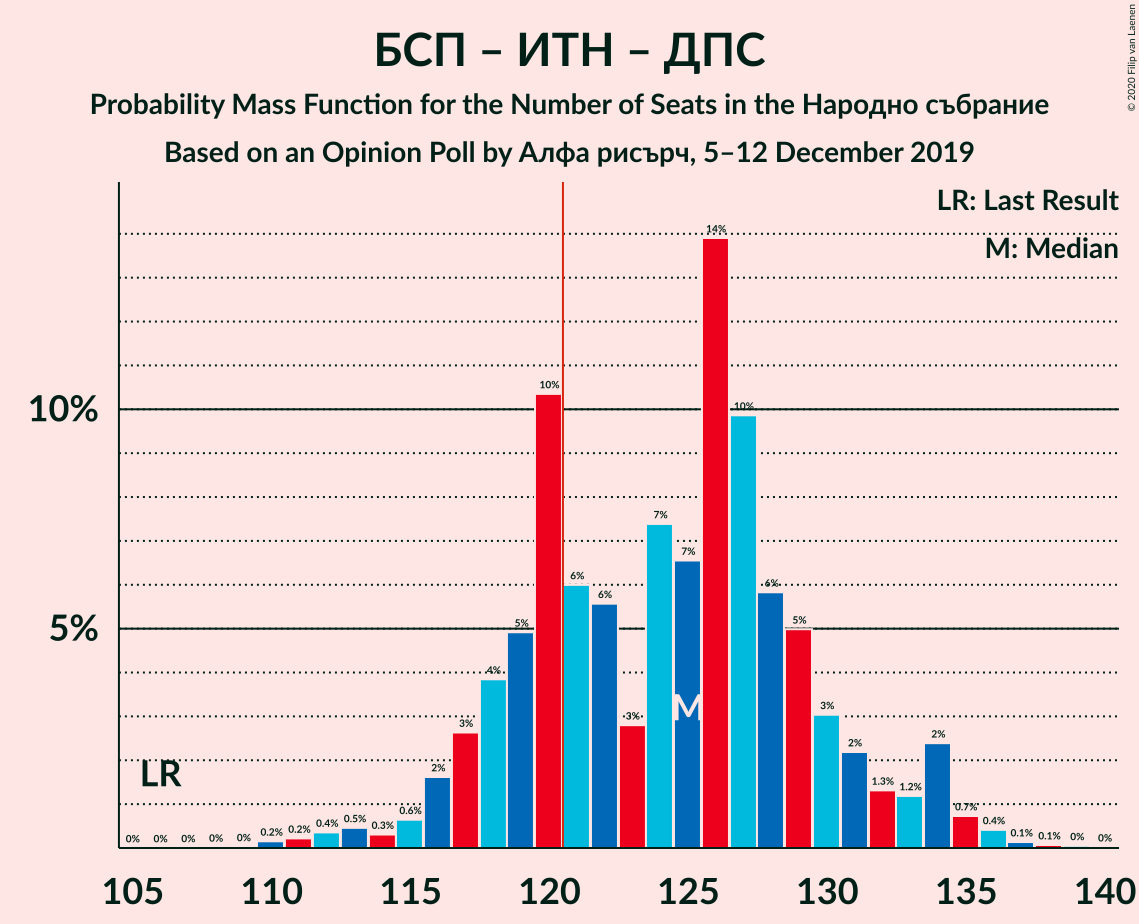 БСП – ИТН – ДПС
Probability Mass Function for the Number of Seats in the Народно събрание
Based on an Opinion Poll by Алфа рисърч, 5–12 December 2019
© 2020 Filip van Laenen
LR: Last Result
M: Median
10%
5%
LR
M
0% 0% 0% 0% 0% 0.2% 0.2% 0.4% 0.5% 0.3% 0.6% 2% 3% 4% 5% 10% 6% 6% 3% 7% 7% 14% 10% 6% 5% 3% 2% 1.3% 1.2% 2% 0.7% 0.4% 0.1% 0.1% 0% 0%
105 110 115 120 125 130 135 140